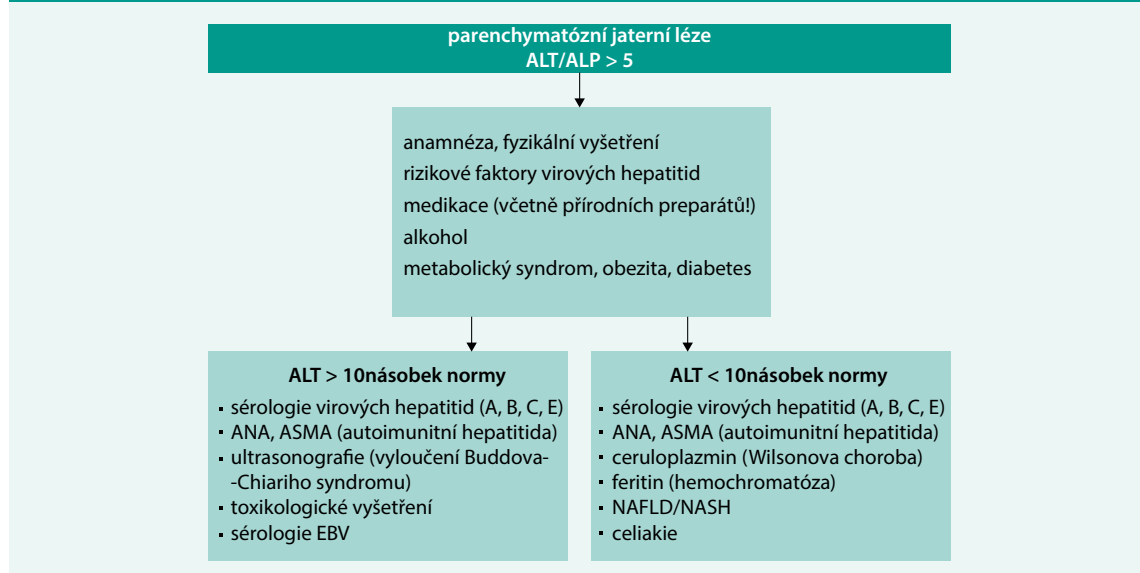 parenchymatózní jaterní léze
ALT/ALP > 5
anamnéza, fyzikální vyšetření
rizikové faktory virových hepatitid
medikace (včetně přírodních preparátů!)
alkohol
metabolický syndrom, obezita, diabetes
ALT > 10násobek normy
▪ sérologie virových hepatitid (A, B, C, E)
▪ ANA, ASMA (autoimunitní hepatitida)
▪ ultrasonografie (vyloučení Buddova-
-Chiariho syndromu)
▪ toxikologické vyšetření
▪ sérologie EBV
ALT < 10násobek normy
▪ sérologie virových hepatitid (A, B, C, E)
▪ ANA, ASMA (autoimunitní hepatitida)
▪ ceruloplazmin (Wilsonova choroba)
▪ feritin (hemochromatóza)
▪ NAFLD/NASH
▪ celiakie